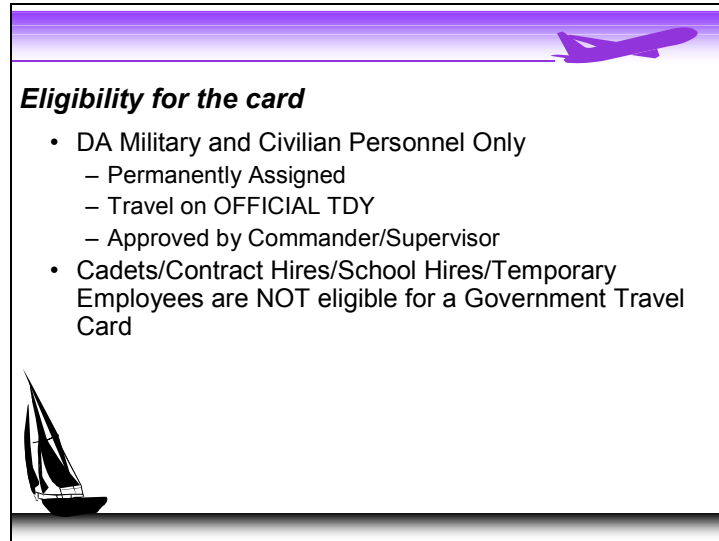 Eligibility for the card
• DA Military and Civilian Personnel Only
– Permanently Assigned
– Travel on OFFICIAL TDY
– Approved by Commander/Supervisor
• Cadets/Contract Hires/School Hires/Temporary
Employees are NOT eligible for a Government Travel
Card